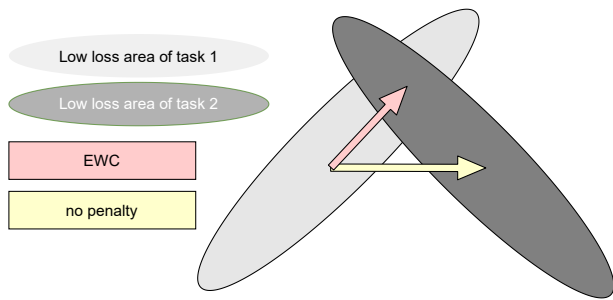 Low loss area of task 1
Low loss area of task 2
EWC
no penalty